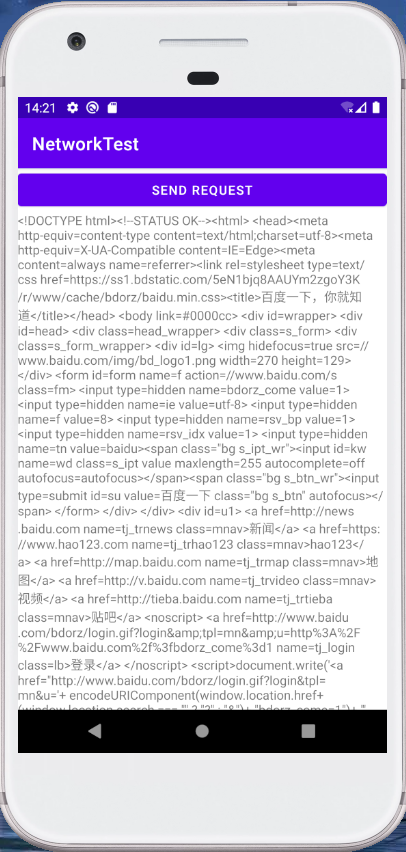 14:21
NetworkTest
SEND REQUEST
<!DOCTYPE html><!--STATUS OK--><html> <head><meta
http-equiv=content-type content=text/html;charset=utf-8><meta
http-equiv=X-UA-Compatible content=IE=Edge><meta
content=always name=referrer><link rel=stylesheet type=text/
css href=https://ss1.bdstatic.com/5eN1bjq8AAUYm2zgoY3K
/r/www/cache/bdorz/baidu.min.css><title>百度一下，你就知
道</title></head> <body link=#0000cc> <div id=wrapper> <div
id=head> <div class=head_wrapper> <div class=s_form> <div
class=s_form_wrapper> <div id=lg> <img hidefocus=true src=//
www.baidu.com/img/bd_logo1.png width=270 height=129>
</div> <form id=form name=f action=//www.baidu.com/s
class=fm> <input type=hidden name=bdorz_come value=1>
<input type=hidden name=ie value=utf-8> <input type=hidden
name=f value=8> <input type=hidden name=rsv_bp value=1>
<input type=hidden name=rsv_idx value=1> <input type=hidden
name=tn value=baidu><span class="bg s_ipt_wr"><input id=kw
name=wd class=s_ipt value maxlength=255 autocomplete=off
autofocus=autofocus></span><span class="bg s_btn_wr"><input
type=submit id=su value=百度一下 class="bg s_btn" autofocus></
span> </form> </div> </div> <div id=u1> <a href=http://news
.baidu.com name=tj_trnews class=mnav>新闻</a> <a href=https:
//www.hao123.com name=tj_trhao123 class=mnav>hao123</
a> <a href=http://map.baidu.com name=tj_trmap class=mnav>地
图</a> <a href=http://v.baidu.com name=tj_trvideo class=mnav>
视频</a> <a href=http://tieba.baidu.com name=tj_trtieba
class=mnav>贴吧</a> <noscript> <a href=http://www.baidu
.com/bdorz/login.gif?login&amp;tpl=mn&amp;u=http%3A%2F
%2Fwww.baidu.com%2f%3fbdorz_come%3d1 name=tj_login
class=lb>登录</a> </noscript> <script>document.write('<a
href="http://www.baidu.com/bdorz/login.gif?login&tpl=
mn&u='+ encodeURIComponent(window.location.href+
(window.location.search === "" ? "?" : "&")+ "bdorz_come=1")+ '"